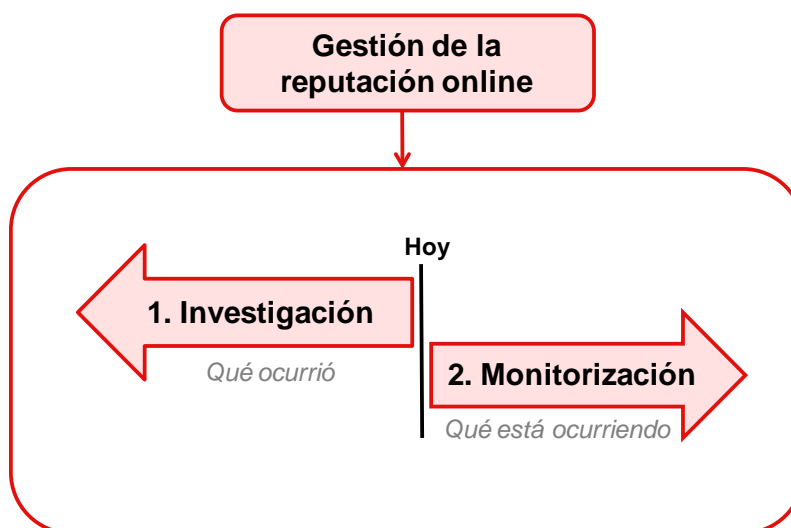 Gestión de la
reputación online
Hoy
1. Investigación
Qué ocurrió
2. Monitorización
Qué está ocurriendo